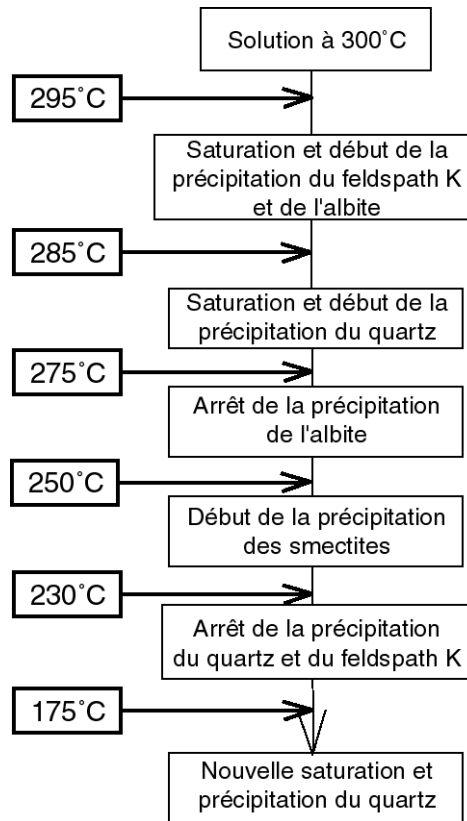 Solution à 300°C
295°C
Saturation et début de la
précipitation du feldspath K
et de l'albite
285°C
Saturation et début de la
précipitation du quartz
275°C
Arrêt de la précipitation
de l'albite
250°C
Début de la précipitation
des smectites
230°C
Arrêt de la précipitation
du quartz et du feldspath K
175°C
Nouvelle saturation et
précipitation du quartz